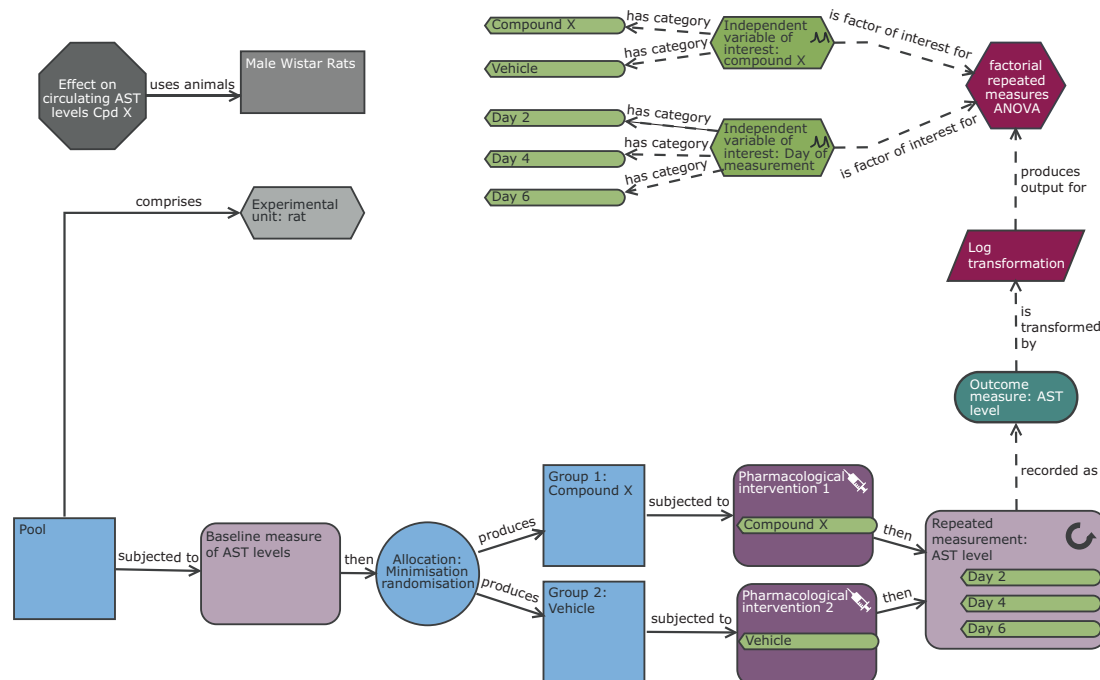 Effect on
circulating AST
levels Cpd X
uses animals
Male Wistar Rats
Compound X
Vehicle
has category
has category
Independent
variable of
interest:
compound X
is factor of interest for
factorial
repeated
measures
ANOVA
Day 2
Day 4
Day 6
has category
has category
has category
Independent
variable of
interest: Day of
measurement
is factor of interest for
comprises
Experimental
unit: rat
produces
output for
Log
transformation
is
transformed
by
Outcome
measure: AST
level
recorded as
Pool
subjected to
Baseline measure
of AST levels
then
Allocation:
Minimisation
randomisation
produces
produces
Group 1:
Compound X
subjected to
Pharmacological
intervention 1
Compound X
then
Group 2:
Vehicle
subjected to
Pharmacological
intervention 2
Vehicle
then
Repeated
measurement:
AST level
Day 2
Day 4
Day 6